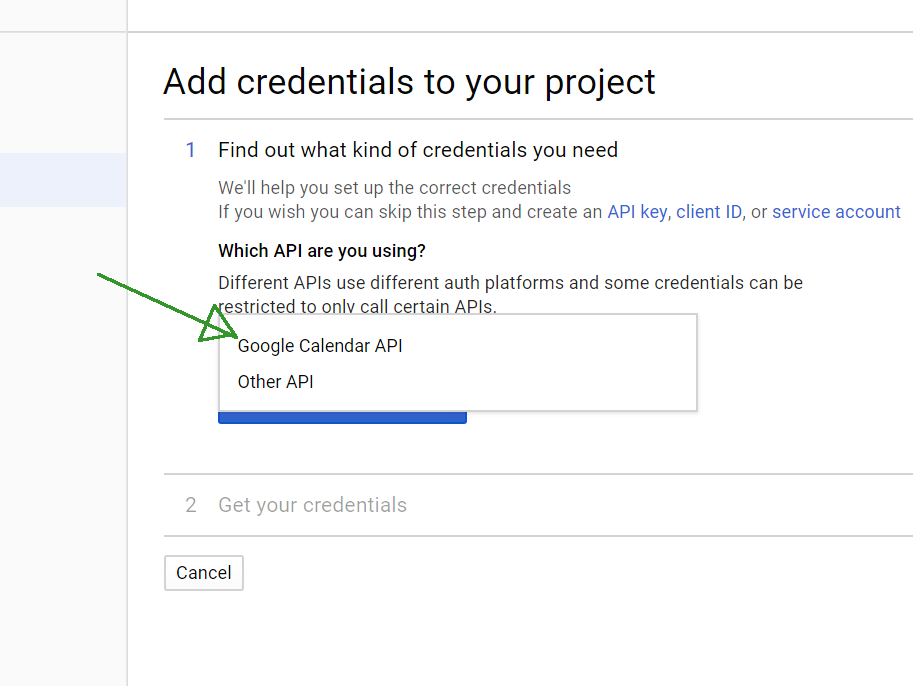 Add credentials to your project
1 Find out what kind of credentials you need
We'll help you set up the correct credentials
If you wish you can skip this step and create an API key, client ID, or service account
Which API are you using?
Different APIs use different auth platforms and some credentials can be
restricted to only call certain APIs.
Google Calendar API
Other API
2 Get your credentials
Cancel